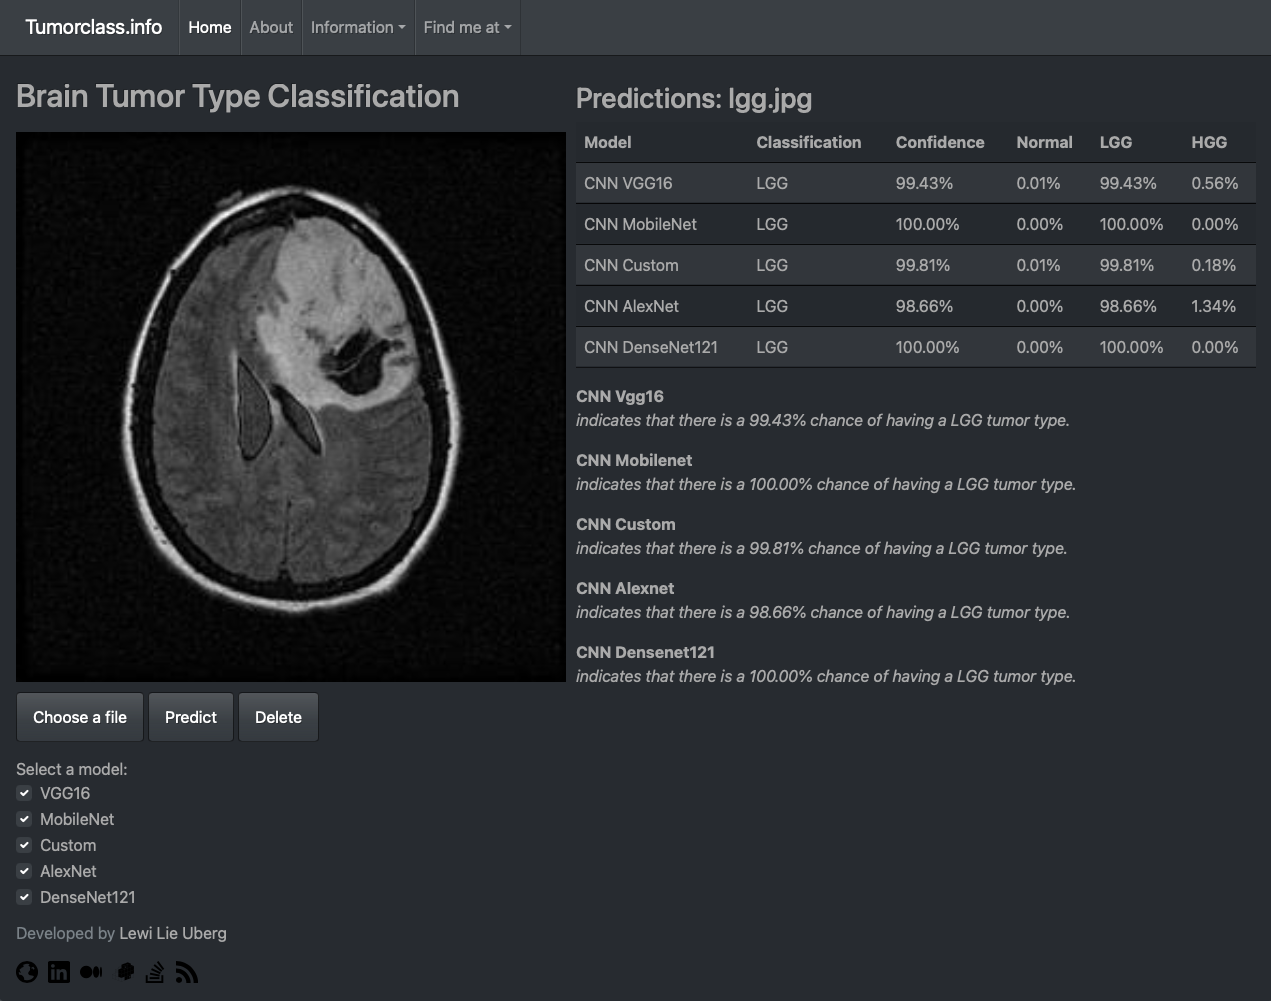 Tumorclass.info Home About Information Find me at
Brain Tumor Type Classification
Choose a file Predict Delete
Select a model:
VGG16
MobileNet
Custom
AlexNet
DenseNet121
Developed by Lewi Lie Uberg
in
Predictions: lgg.jpg
Model Classification Confidence Normal LGG HGG
CNN VGG16 LGG 99.43% 0.01% 99.43% 0.56%
CNN MobileNet LGG 100.00% 0.00% 100.00% 0.00%
CNN Custom LGG 99.81% 0.01% 99.81% 0.18%
CNN AlexNet LGG 98.66% 0.00% 98.66% 1.34%
CNN DenseNet121 LGG 100.00% 0.00% 100.00% 0.00%
CNN Vgg16
indicates that there is a 99.43% chance of having a LGG tumor type.
CNN Mobilenet
indicates that there is a 100.00% chance of having a LGG tumor type.
CNN Custom
indicates that there is a 99.81% chance of having a LGG tumor type.
CNN Alexnet
indicates that there is a 98.66% chance of having a LGG tumor type.
CNN Densenet121
indicates that there is a 100.00% chance of having a LGG tumor type.